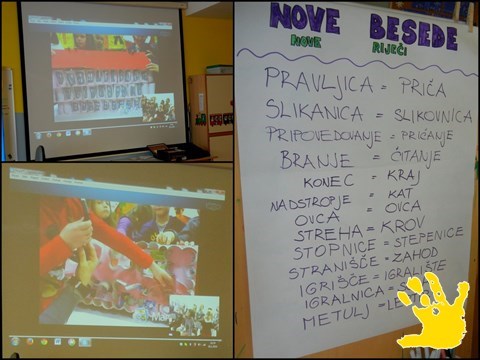 NOVE BESEDE
NOVE RIJEČI
PRAVLJICA = PRIČA
SLIKANICA = SLIKOVNICA
PRIPOVEDOVANJE = PRIČANJE
BRANJE = ČITANJE
KONEC = KRAJ
NADSTROPJE = KAT
OVCA = OVCA
STREHA = KROV
STOPNICE = STEPENICE
STRANIŠČE = ZAHOD
IGRIŠČE = IGRALIŠTE
IGRALNICA =
METULJ =